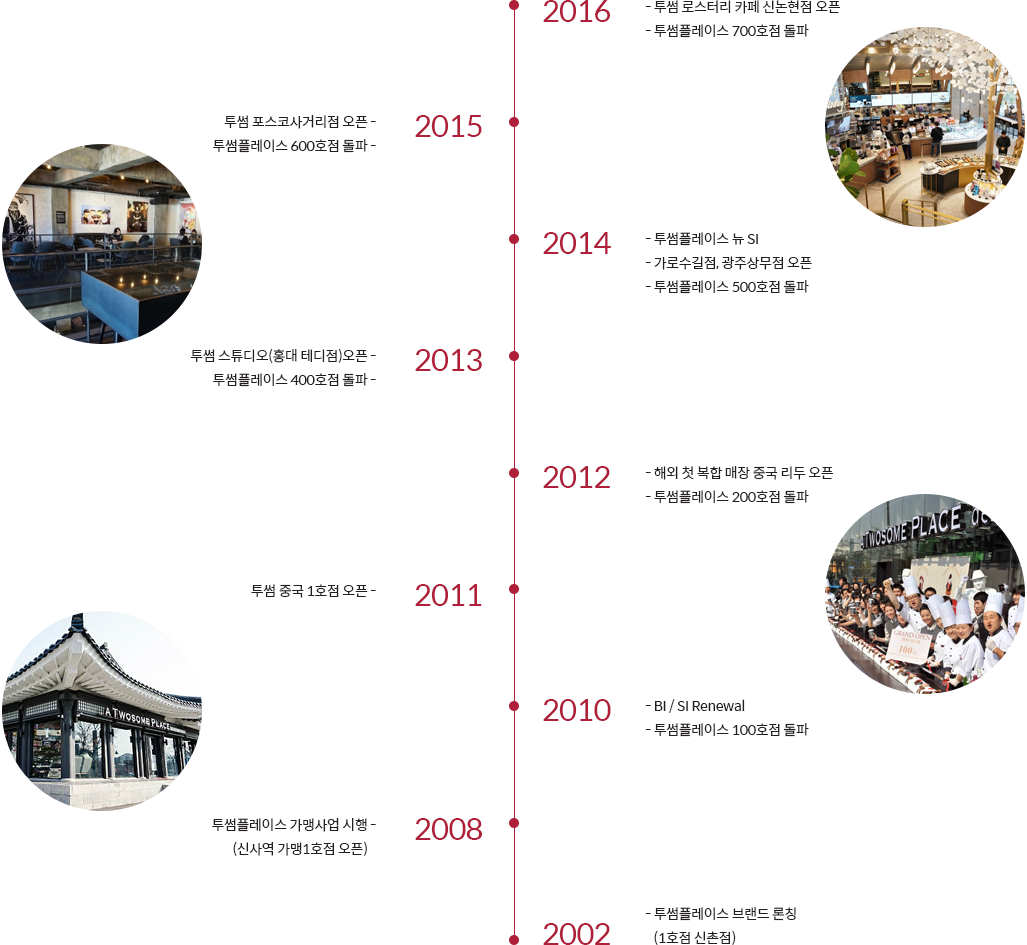 2016
- 투썸 로스터리 카페 신논현점 오픈
- 투썸플레이스 700호점 돌파
2015
투썸 포스코사거리점 오픈 -
투썸플레이스 600호점 돌파 -
2014
- 투썸플레이스 뉴 SI
- 가로수길점, 광주상무점 오픈
- 투썸플레이스 500호점 돌파
2013
투썸 스튜디오(홍대 테디점)오픈 -
투썸플레이스 400호점 돌파 -
2012
- 해외 첫 복합 매장 중국 리두 오픈
- 투썸플레이스 200호점 돌파
A TWOSOME PLACE
GRAND OPEN
100
2011
투썸 중국 1호점 오픈 -
A TWOSOME PLACE
2010
- BI / SI Renewal
- 투썸플레이스 100호점 돌파
2008
투썸플레이스 가맹사업 시행 -
(신사역 가맹1호점 오픈)
2002
- 투썸플레이스 브랜드 론칭
(1호점 신촌점)